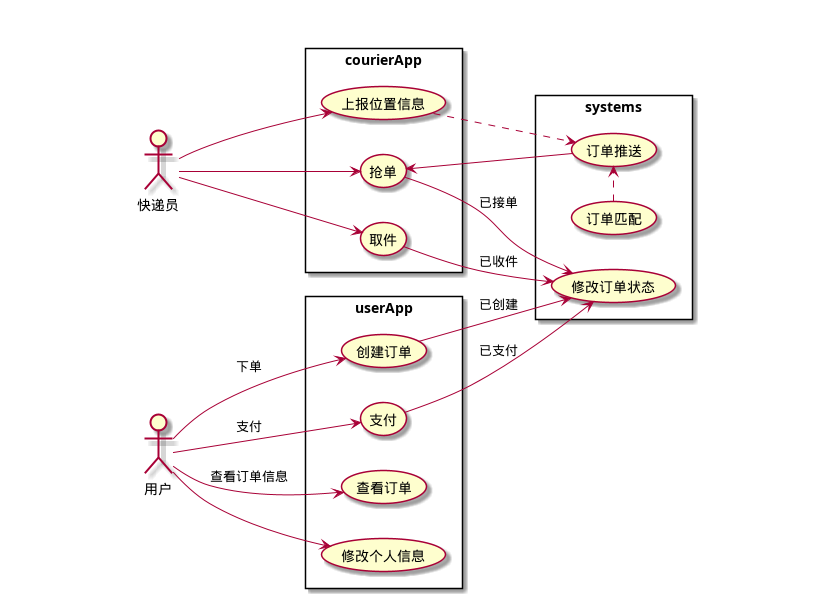 courierApp
上报位置信息
抢单
取件
快递员
systems
订单推送
订单匹配
修改订单状态
已接单
已收件
已创建
已支付
userApp
创建订单
支付
查看订单
修改个人信息
下单
支付
查看订单信息
用户